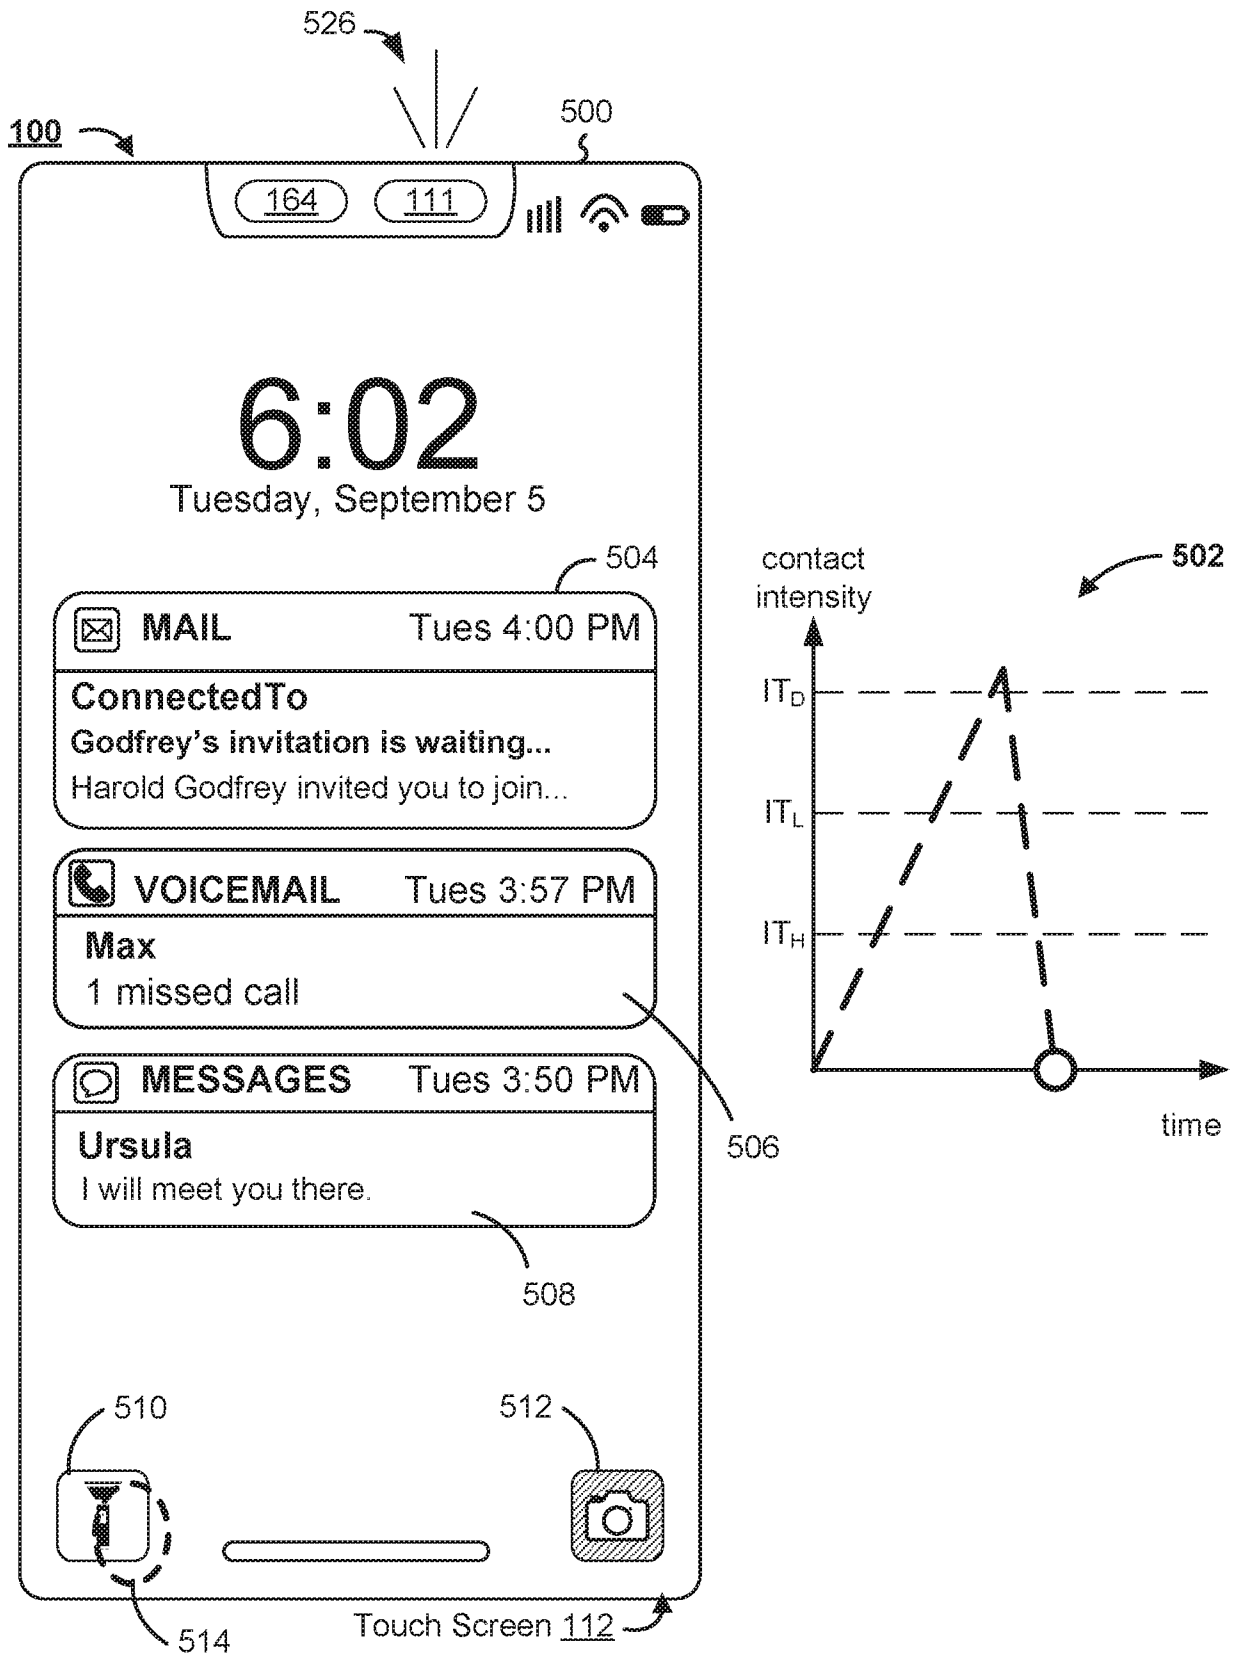 526
500
100
164
111
6:02
Tuesday, September 5
504
MAIL Tues 4:00 PM
ConnectedTo
Godfrey's invitation is waiting...
Harold Godfrey invited you to join...
VOICEMAIL Tues 3:57 PM
Max
1 missed call
MESSAGES Tues 3:50 PM
Ursula
I will meet you there.
506
508
510
512
514
Touch Screen 112
contact
intensity
502
IT_D
IT_L
IT_H
time